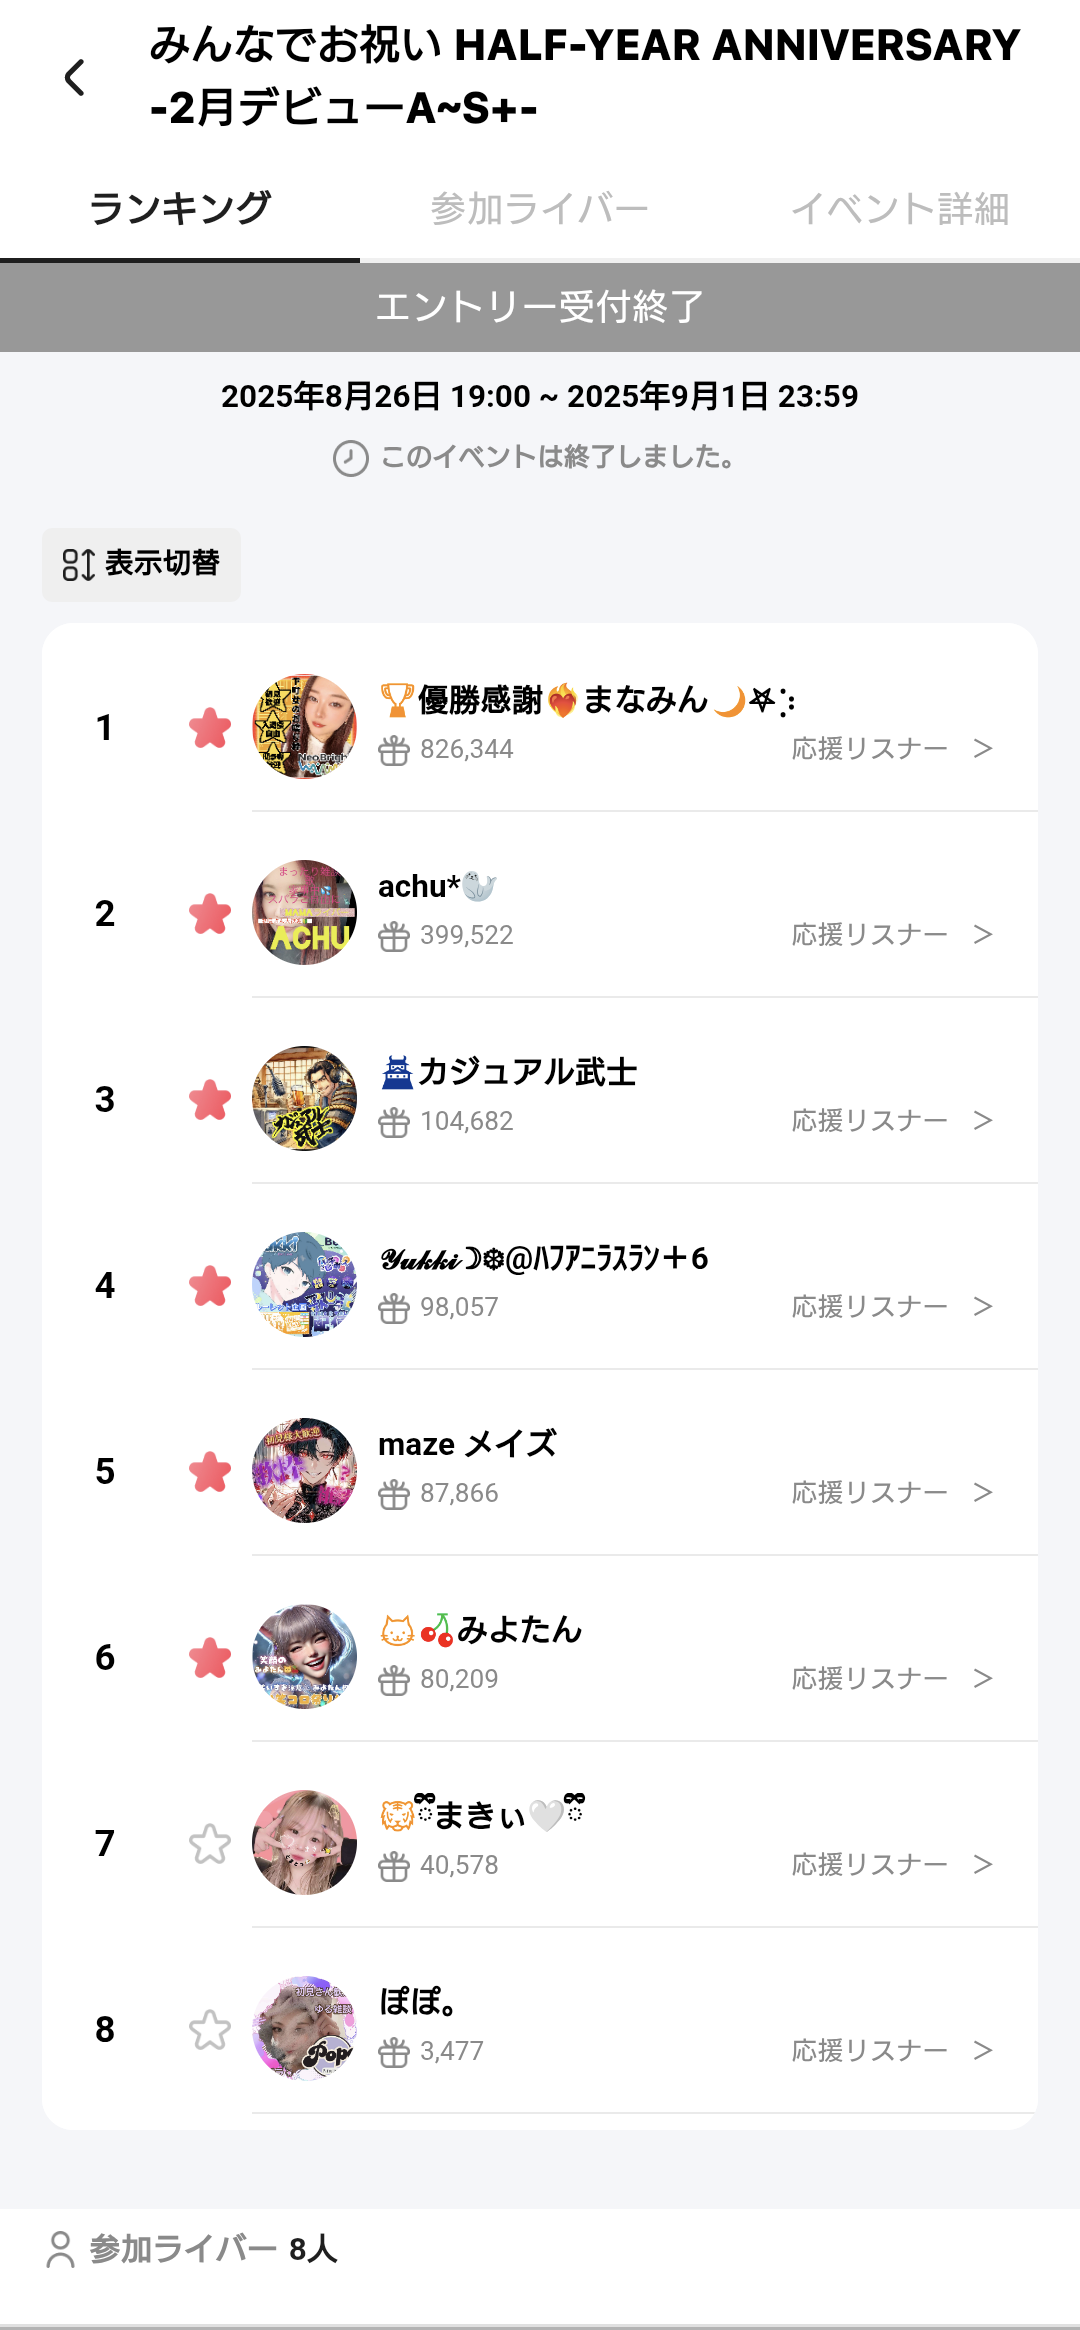 みんなでお祝い HALF-YEAR ANNIVERSARY
-2月デビューA~S+-
ランキング 参加ライバー イベント詳細
エントリー受付終了
2025年8月26日 19:00 ~ 2025年9月1日 23:59
このイベントは終了しました。
表示切替
1 🏆優勝感謝❤️‍🔥まなみん🌙⛧
826,344 応援リスナー >
2 achu*🦭
ACHU
399,522 応援リスナー >
3 🏯カジュアル武士
カジュアル武士
104,682 応援リスナー >
4 𝓨𝓾𝓴𝓴𝓲☽❆@ﾊﾌｱﾆﾗｽﾗｿ＋6
98,057 応援リスナー >
5 maze メイズ
87,866 応援リスナー >
6 🐱🍒みよたん
80,209 応援リスナー >
7 🐯まきぃ🤍
40,578 応援リスナー >
8 ぽぽ。
3,477 応援リスナー >
参加ライバー 8人